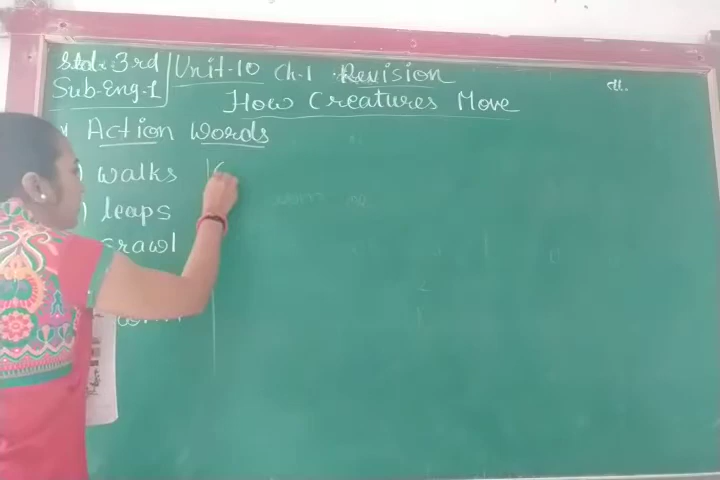 Std:- 3rd
Sub-Eng-1
Unit-10 Ch.1 Revision
How Creatures Move
Action Words
) walks
) leaps
crawl